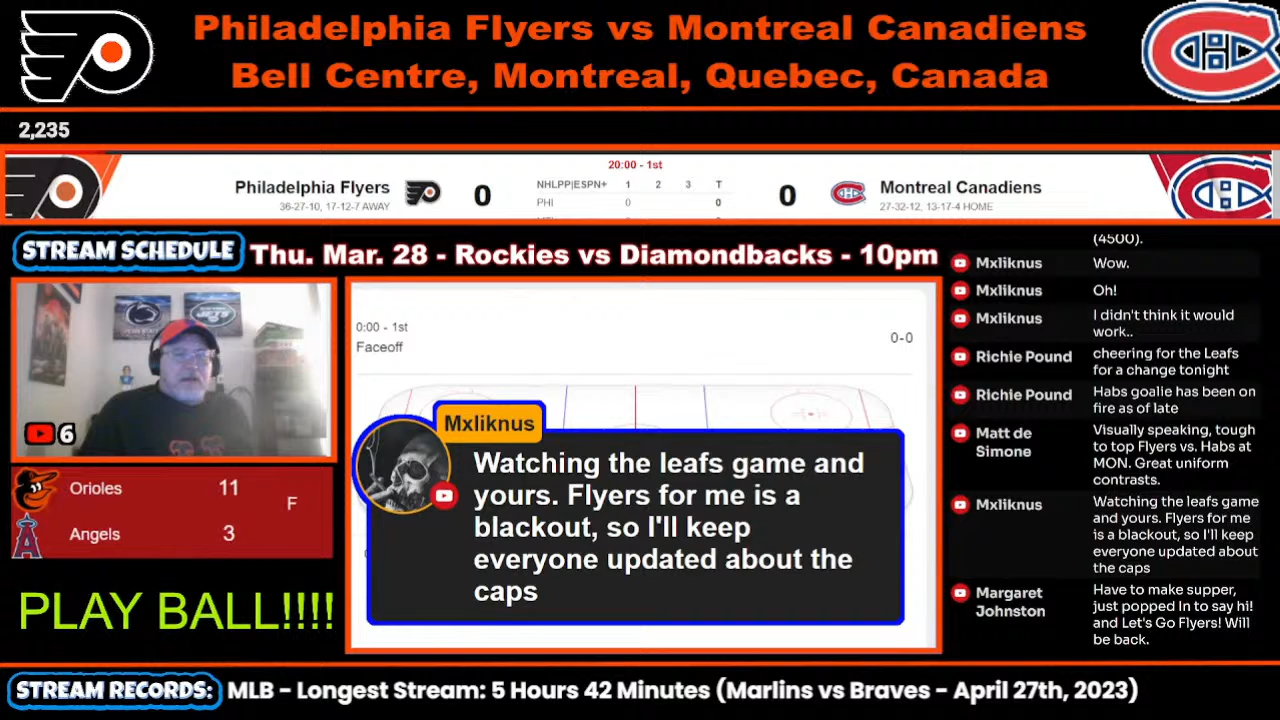 Philadelphia Flyers vs Montreal Canadiens
Bell Centre, Montreal, Quebec, Canada
2,235
20:00 - 1st
Philadelphia Flyers
36-27-10, 17-12-7 AWAY
0
NHLPP|ESPN+ 1 2 3 T
PHI 0 0
0
Montreal Canadiens
27-32-12, 13-17-4 HOME
STREAM SCHEDULE
Thu. Mar. 28 - Rockies vs Diamondbacks - 10pm
JETS
6
Orioles 11
Angels 3
F
PLAY BALL!!!!
0:00 - 1st
Faceoff
0-0
Mxliknus
Watching the leafs game and
yours. Flyers for me is a
blackout, so I'll keep
everyone updated about the
caps
(4500).
Mxliknus Wow.
Mxliknus Oh!
Mxliknus I didn't think it would
work..
Richie Pound cheering for the Leafs
for a change tonight
Richie Pound Habs goalie has been on
fire as of late
Matt de
Simone
Visually speaking, tough
to top Flyers vs. Habs at
MON. Great uniform
contrasts.
Mxliknus Watching the leafs game
and yours. Flyers for me
is a blackout, so I'll keep
everyone updated about
the caps
Margaret
Johnston
Have to make supper,
just popped In to say hi!
and Let's Go Flyers! Will
be back.
STREAM RECORDS:
MLB - Longest Stream: 5 Hours 42 Minutes (Marlins vs Braves - April 27th, 2023)